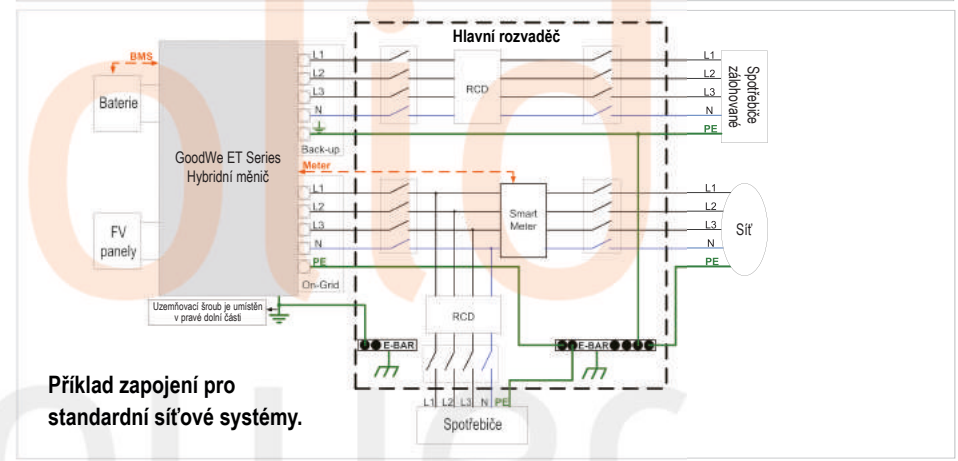 Hlavní rozvaděč
BMS
Baterie
FV
panely
GoodWe ET Series
Hybridní měnič
L1
L2
L3
N
Back-up
Meter
L1
L2
L3
N
PE
On-Grid
RCD
Smart
Meter
L1
L2
L3
N
PE
Spotřebiče
zálohované
L1
L2
L3
N
PE
Síť
Uzemňovací šroub je umístěn
v pravé dolní části
RCD
E-BAR
E-BAR
L1 L2 L3 N PE
Spotřebiče
Příklad zapojení pro
standardní síťové systémy.
olid